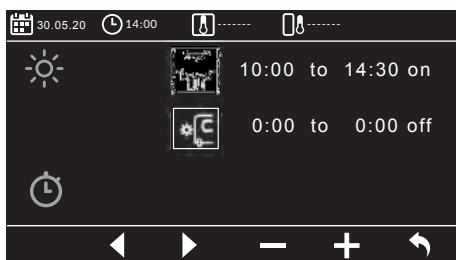 30.05.20 14:00 ------- -------
10:00 to 14:30 on
0:00 to 0:00 off